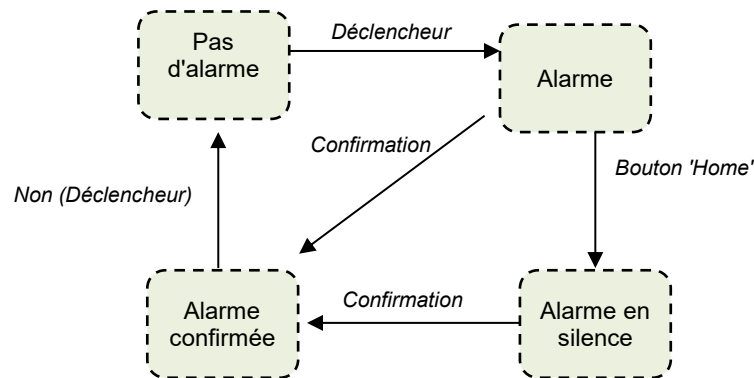 Déclencheur
Pas
d'alarme
Alarme
Confirmation
Bouton 'Home'
Non (Déclencheur)
Alarme
confirmée
Confirmation
Alarme en
silence